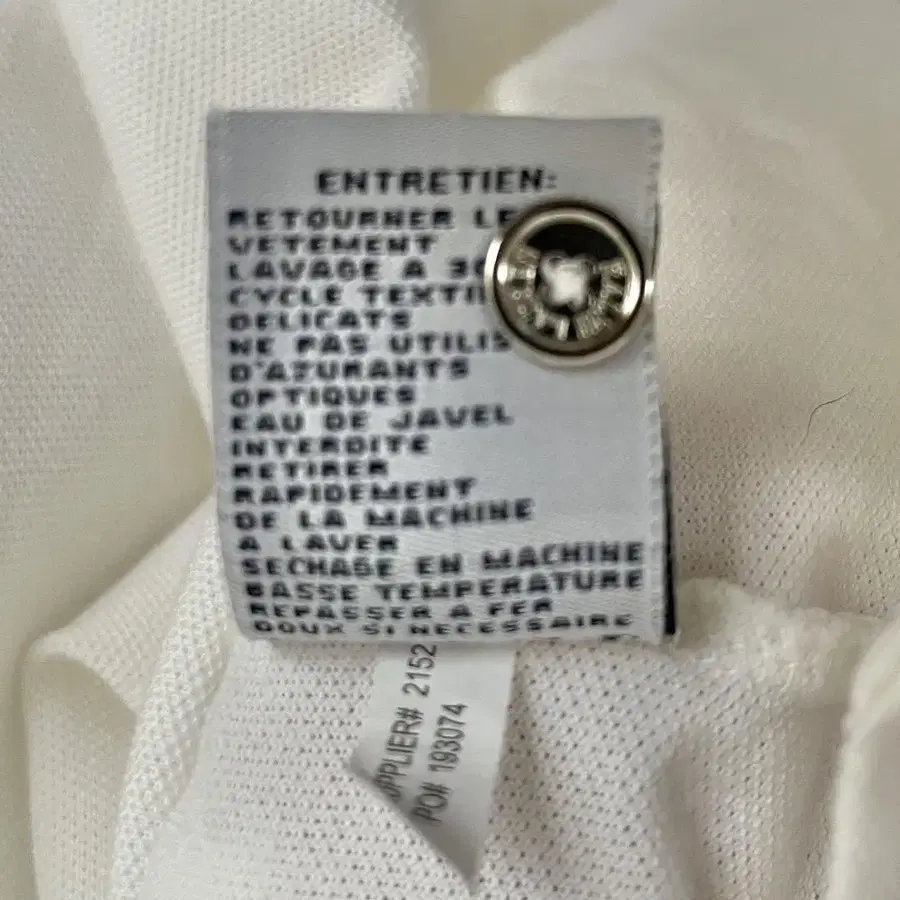 ENTRETIEN:
RETOURNER LE
VETEMENT
LAVAGE A 30
CYCLE TEXTI
DELICATS
NE PAS UTILIS
D'AZURANTS
OPTIQUES
EAU DE JAVEL
INTERDITE
RETIRER
RAPIDEMENT
DE LA MACHINE
A LAVER
SECHAGE EN MACHINE
BASSE TEMPERATURE
REPASSER A FER
DOUX SI NECESSAIRE
UPPLIER# 2152
PO# 193074